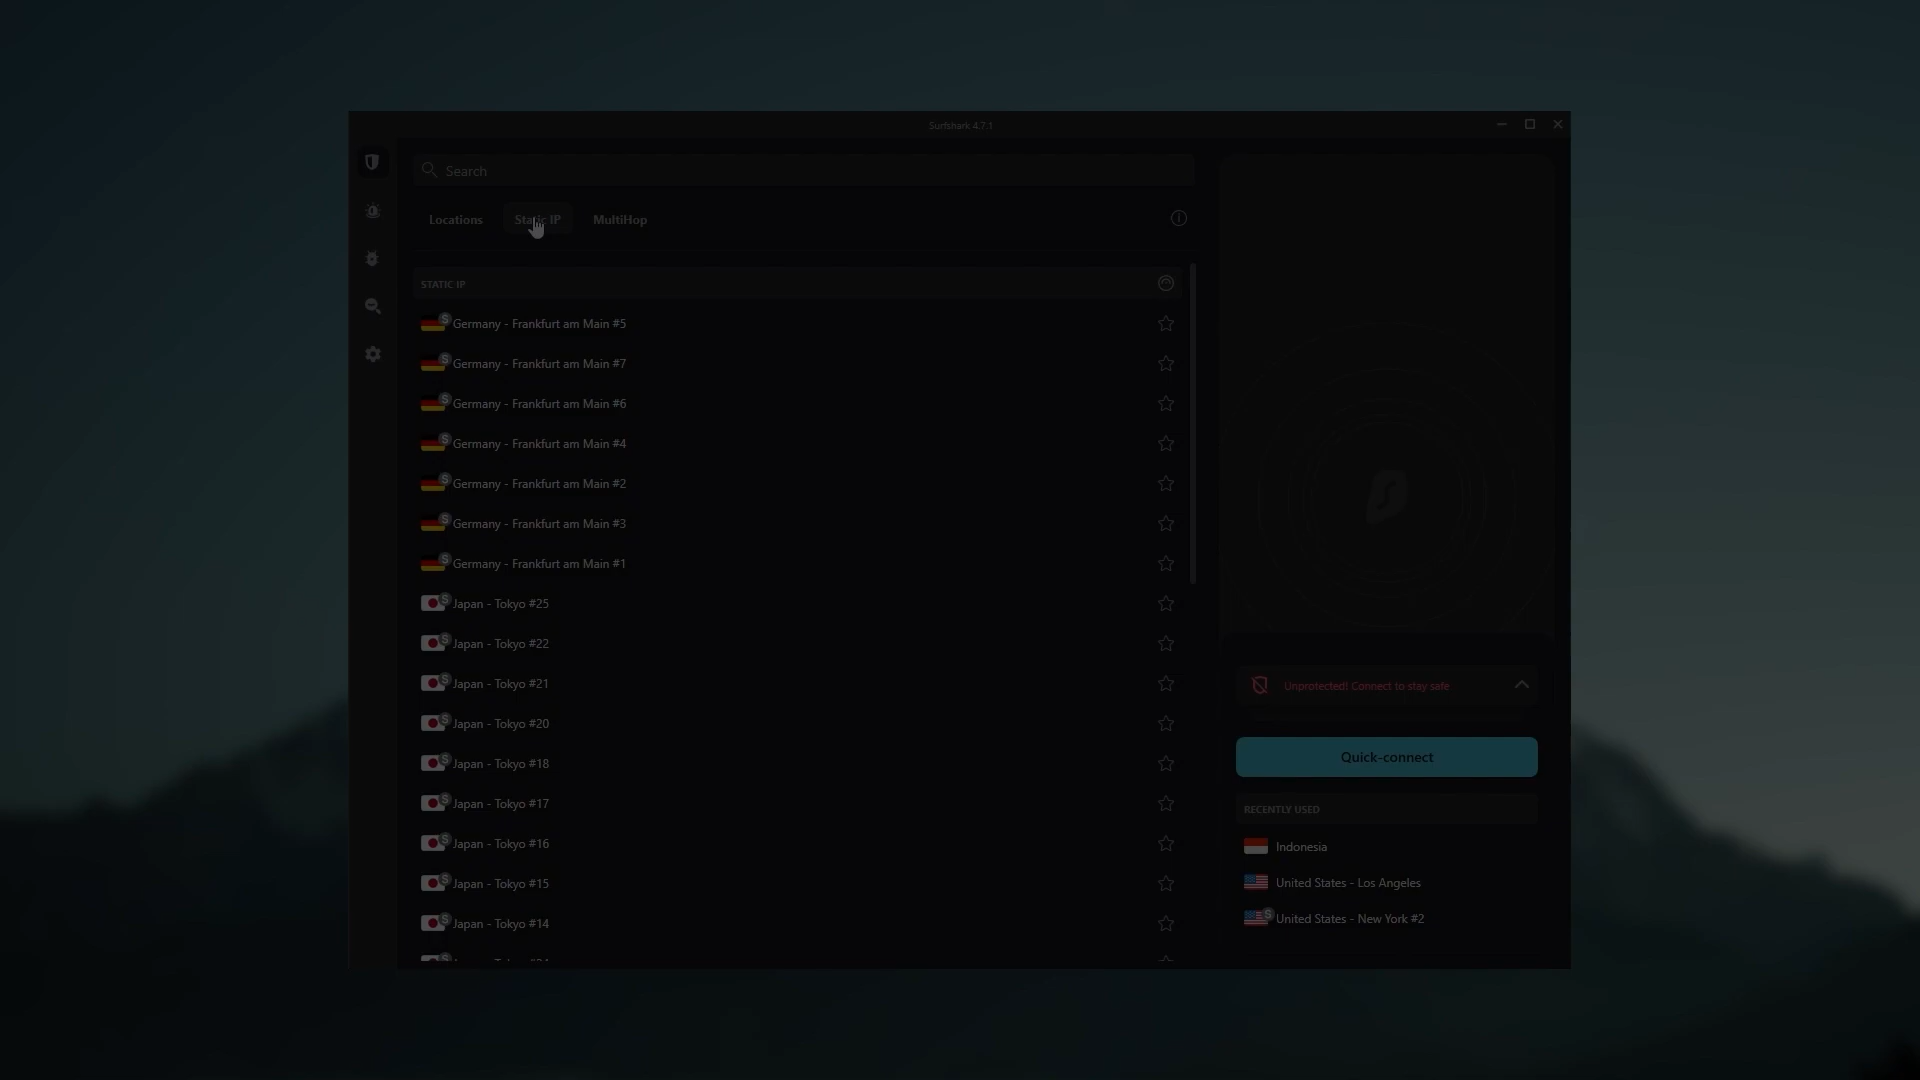 Surfshark 4.7.1
Search
Locations
Static IP
MultiHop
STATIC IP
S Germany - Frankfurt am Main #5
S Germany - Frankfurt am Main #7
S Germany - Frankfurt am Main #6
S Germany - Frankfurt am Main #4
S Germany - Frankfurt am Main #2
S Germany - Frankfurt am Main #3
S Germany - Frankfurt am Main #1
S Japan - Tokyo #25
S Japan - Tokyo #22
S Japan - Tokyo #21
S Japan - Tokyo #20
S Japan - Tokyo #18
S Japan - Tokyo #17
S Japan - Tokyo #16
S Japan - Tokyo #15
S Japan - Tokyo #14
Unprotected! Connect to stay safe
Quick-connect
RECENTLY USED
Indonesia
United States - Los Angeles
S United States - New York #2